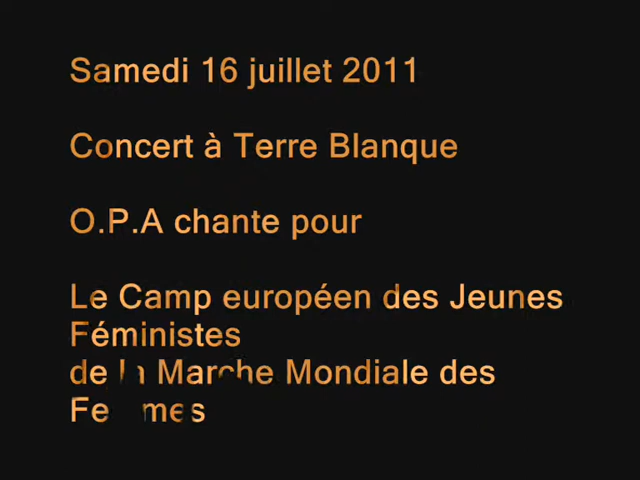 Samedi 16 juillet 2011
Concert à Terre Blanque
O.P.A chante pour
Le Camp européen des Jeunes
Féministes
de la Marche Mondiale des
Femmes